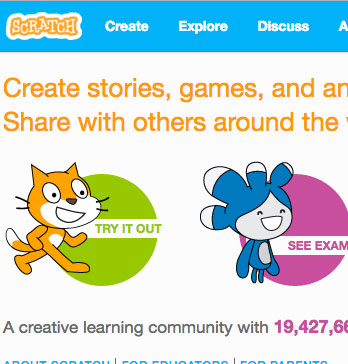 SCRATCH Create Explore Discuss A
Create stories, games, and an
Share with others around the
TRY IT OUT SEE EXAM
A creative learning community with 19,427,66
ABOUT SCRATCH | FOR EDUCATORS | FOR PARENTS